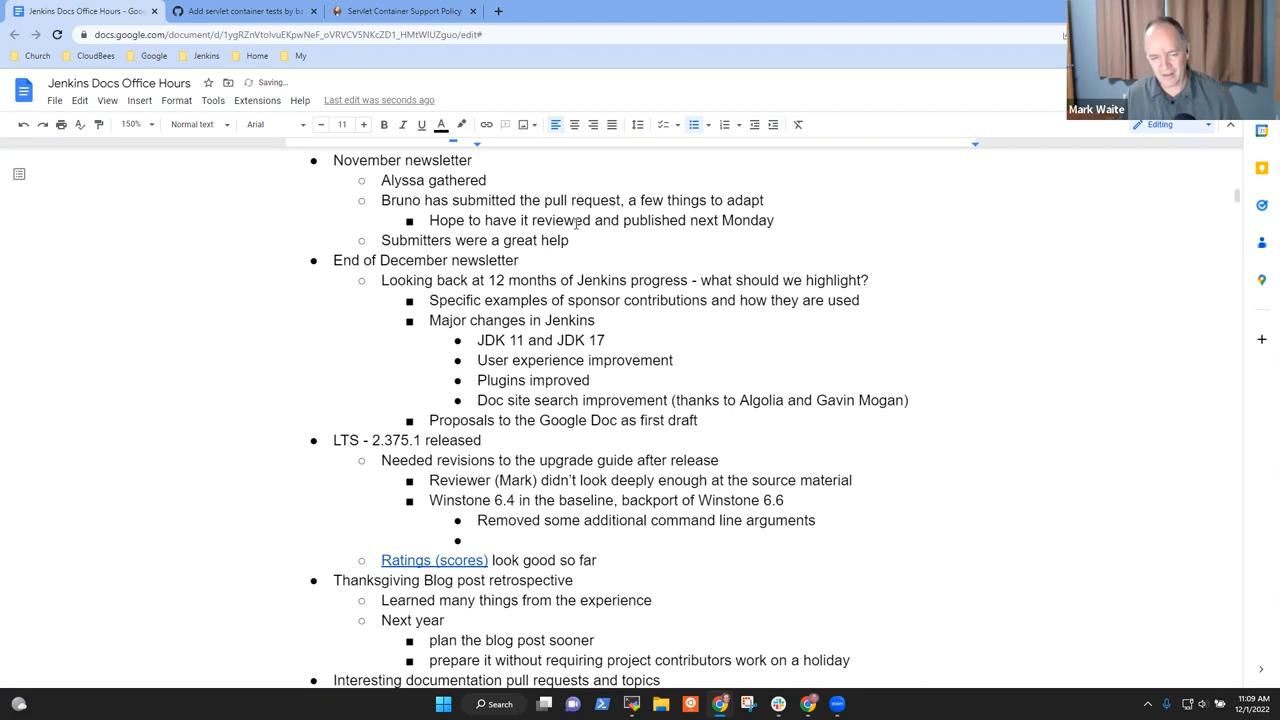 Jenkins Docs Office Hours - Goo
Add servlet container tests by ba
Servlet Container Support Policy
docs.google.com/document/d/1ygRZnVtoIvuEKpwNeF_oVRVCV5NKcZD1_HMtWIUZguo/edit#
Church
CloudBees
Google
Jenkins
Home
My
Jenkins Docs Office Hours
Saving...
File Edit View Insert Format Tools Extensions Help Last edit was seconds ago
150% Normal text Arial 11
Editing
Mark Waite
● November newsletter
○ Alyssa gathered
○ Bruno has submitted the pull request, a few things to adapt
■ Hope to have it reviewed and published next Monday
○ Submitters were a great help
● End of December newsletter
○ Looking back at 12 months of Jenkins progress - what should we highlight?
■ Specific examples of sponsor contributions and how they are used
■ Major changes in Jenkins
● JDK 11 and JDK 17
● User experience improvement
● Plugins improved
● Doc site search improvement (thanks to Algolia and Gavin Mogan)
■ Proposals to the Google Doc as first draft
● LTS - 2.375.1 released
○ Needed revisions to the upgrade guide after release
■ Reviewer (Mark) didn't look deeply enough at the source material
■ Winstone 6.4 in the baseline, backport of Winstone 6.6
● Removed some additional command line arguments
●
○ Ratings (scores) look good so far
● Thanksgiving Blog post retrospective
○ Learned many things from the experience
○ Next year
■ plan the blog post sooner
■ prepare it without requiring project contributors work on a holiday
● Interesting documentation pull requests and topics
Search
11:09 AM
12/1/2022